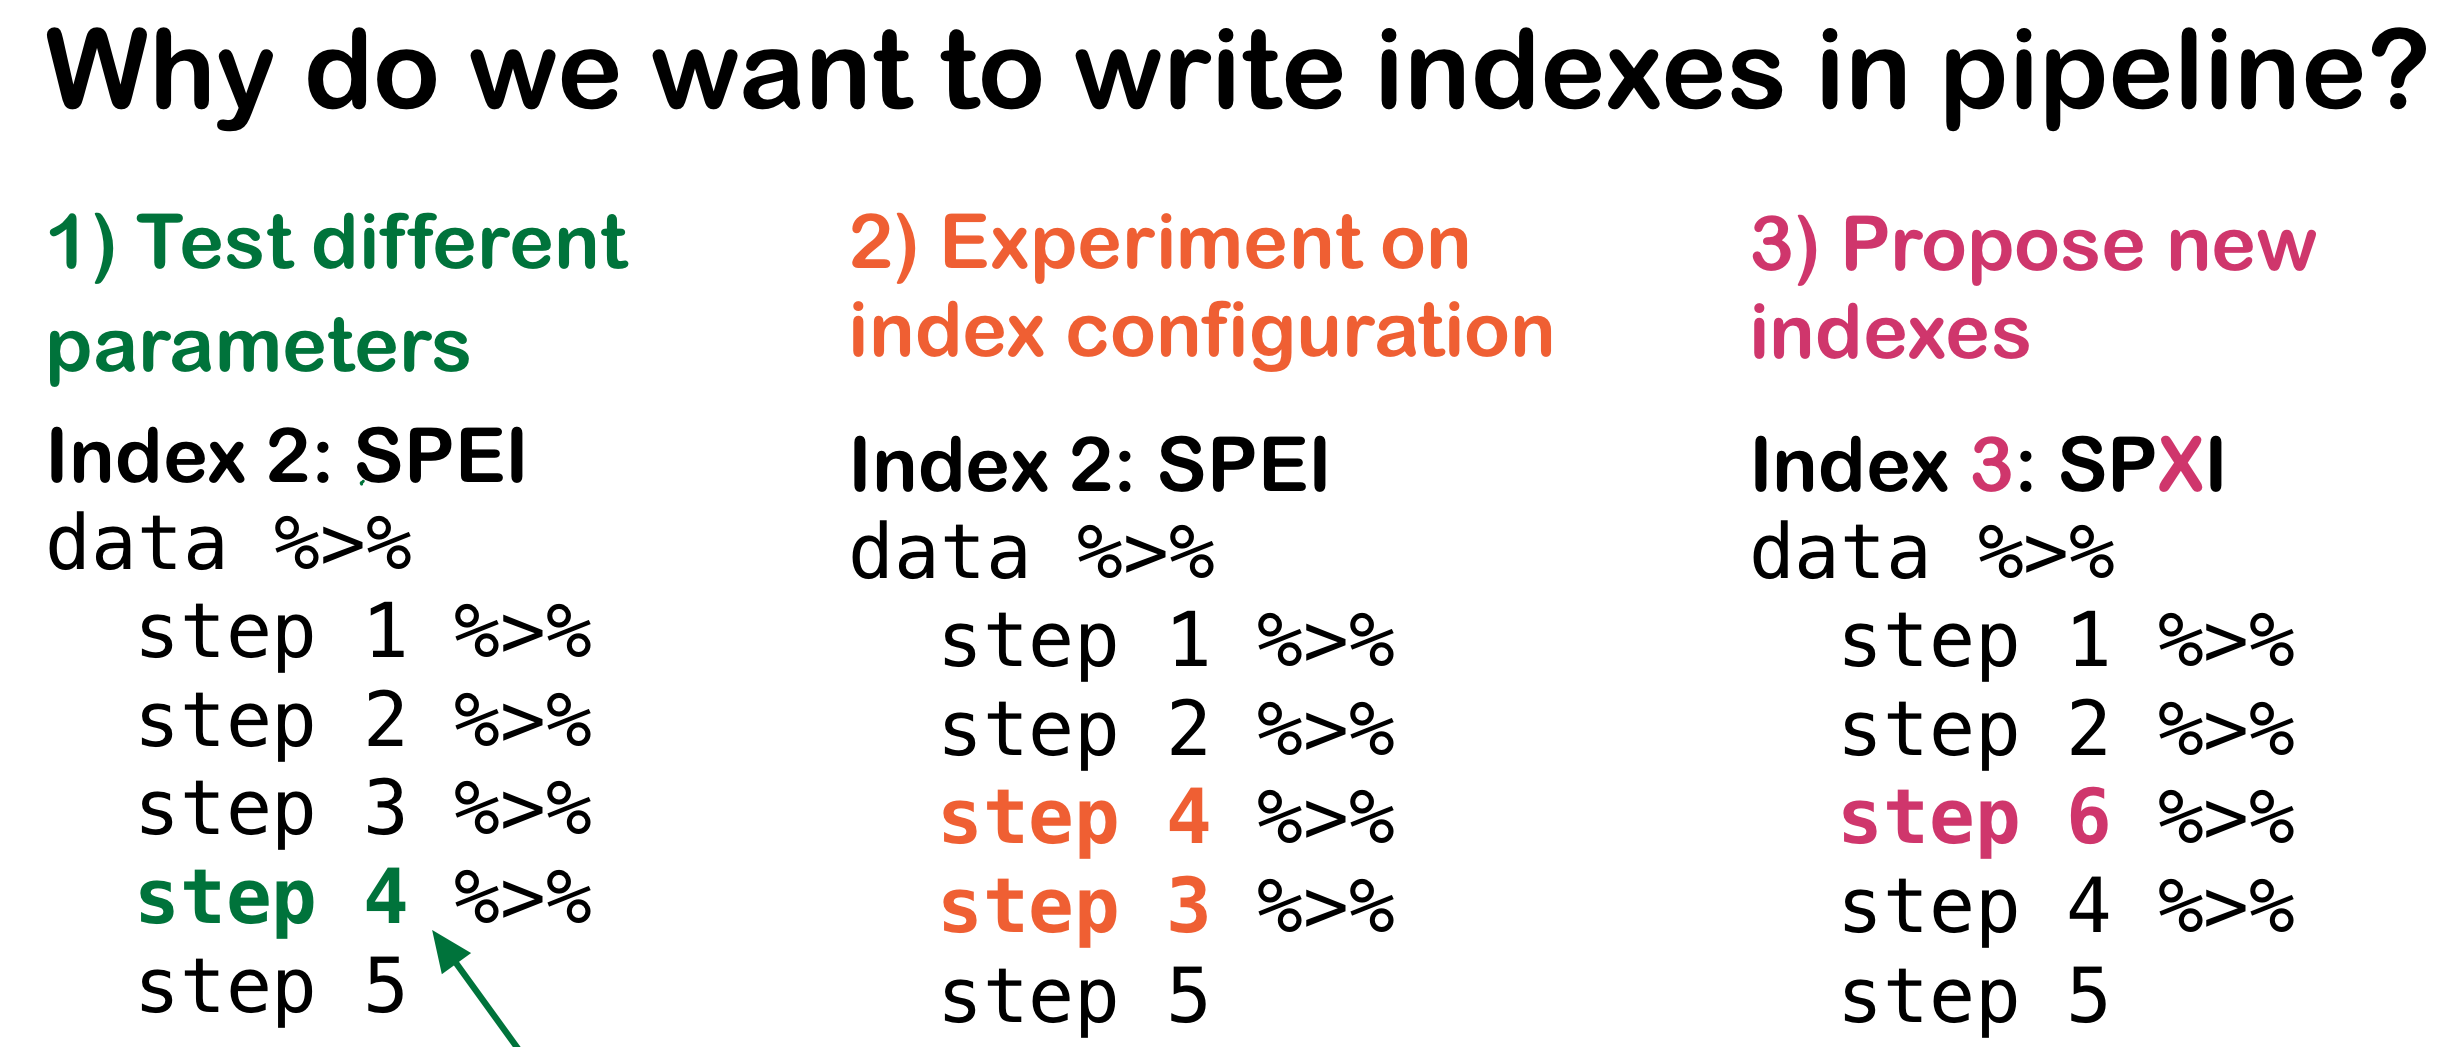 Why do we want to write indexes in pipeline?
1) Test different
parameters
Index 2: SPEI
data %>%
step 1 %>%
step 2 %>%
step 3 %>%
step 4 %>%
step 5
2) Experiment on
index configuration
Index 2: SPEI
data %>%
step 1 %>%
step 2 %>%
step 4 %>%
step 3 %>%
step 5
3) Propose new
indexes
Index 3: SPXI
data %>%
step 1 %>%
step 2 %>%
step 6 %>%
step 4 %>%
step 5